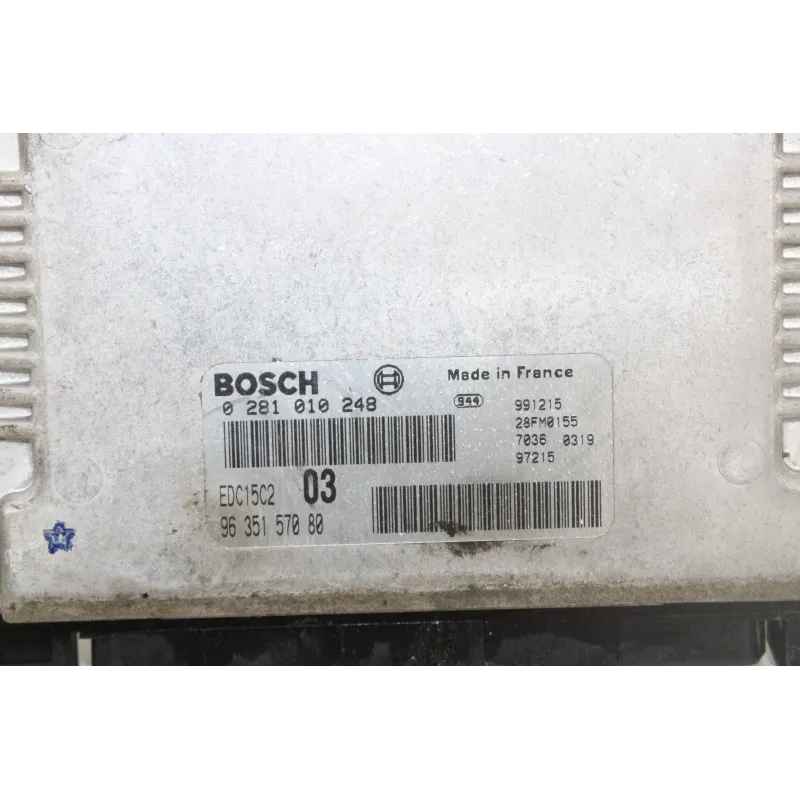 BOSCH
Made in France
0 281 010 248
944
991215
28FM0155
7036 0319
97215
EDC15C2 03
96 351 570 80